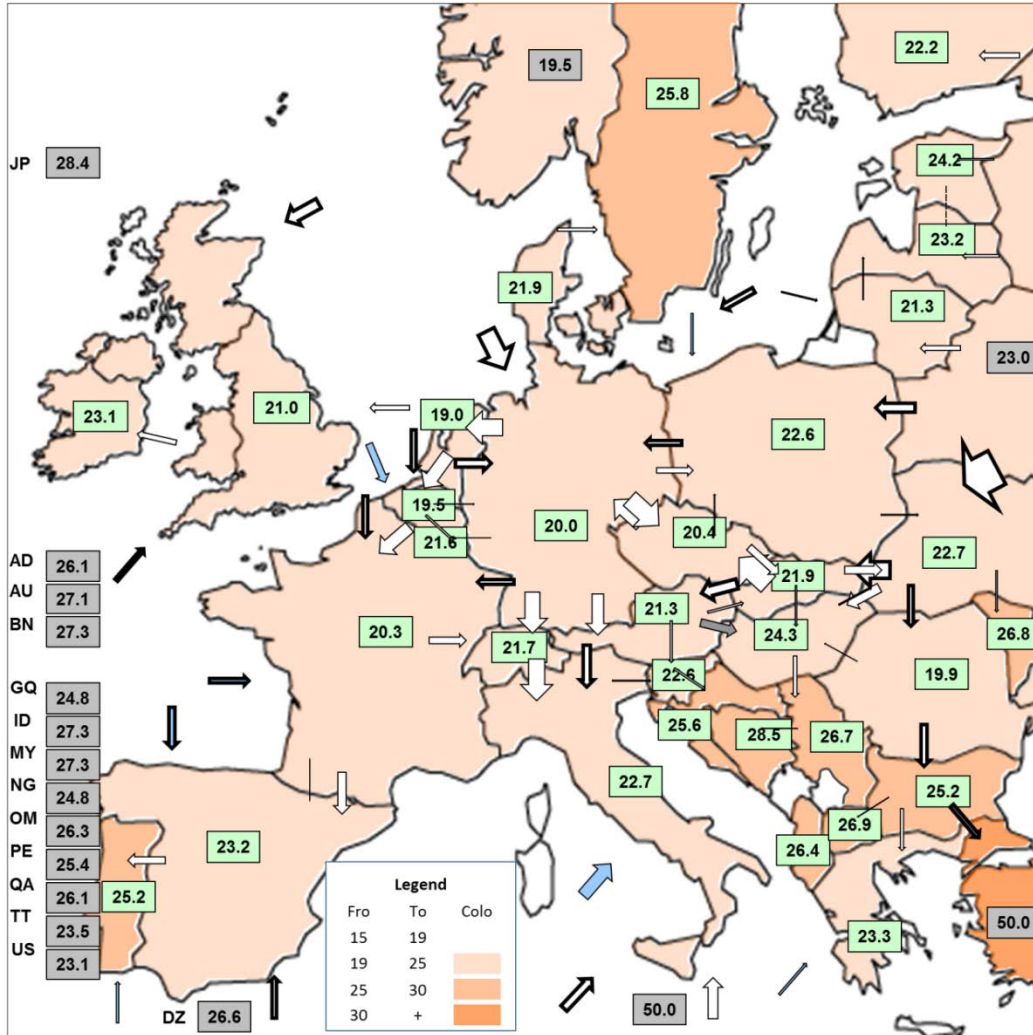 19.5
22.2
25.8
JP 28.4
24.2
23.2
21.9
21.3
23.0
23.1
21.0
19.0
22.6
19.5
20.0
20.4
21.6
22.7
AD 26.1
AU 27.1
BN 27.3
21.9
21.3
20.3
24.3
26.8
21.7
22.6
19.9
GQ 24.8
ID 27.3
MY 27.3
NG 24.8
OM 26.3
PE 25.4
QA 26.1
TT 23.5
US 23.1
25.6
28.5
26.7
22.7
25.2
26.9
26.4
23.2
25.2
23.3
50.0
Legend
Fro To Colo
15 19
19 25
25 30
30 +
DZ 26.6
50.0